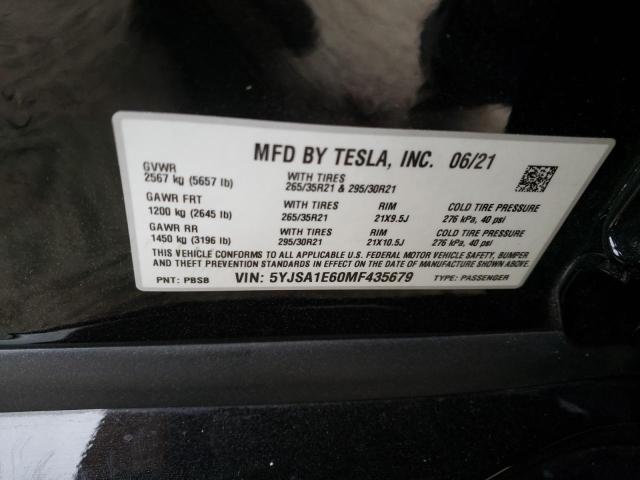 MFD BY TESLA, INC. 06/21
GVWR
2567 kg (5657 lb)
WITH TIRES
265/35R21 & 295/30R21
GAWR FRT
1200 kg (2645 lb)
WITH TIRES
265/35R21
RIM
21X9.5J
COLD TIRE PRESSURE
276 kPa, 40 psi
GAWR RR
1450 kg (3196 lb)
WITH TIRES
295/30R21
RIM
21X10.5J
COLD TIRE PRESSURE
276 kPa, 40 psi
THIS VEHICLE CONFORMS TO ALL APPLICABLE U.S. FEDERAL MOTOR VEHICLE SAFETY, BUMPER
AND THEFT PREVENTION STANDARDS IN EFFECT ON THE DATE OF MANUFACTURE SHOWN ABOVE.
PNT: PBSB
VIN: 5YJSA1E60MF435679
TYPE: PASSENGER